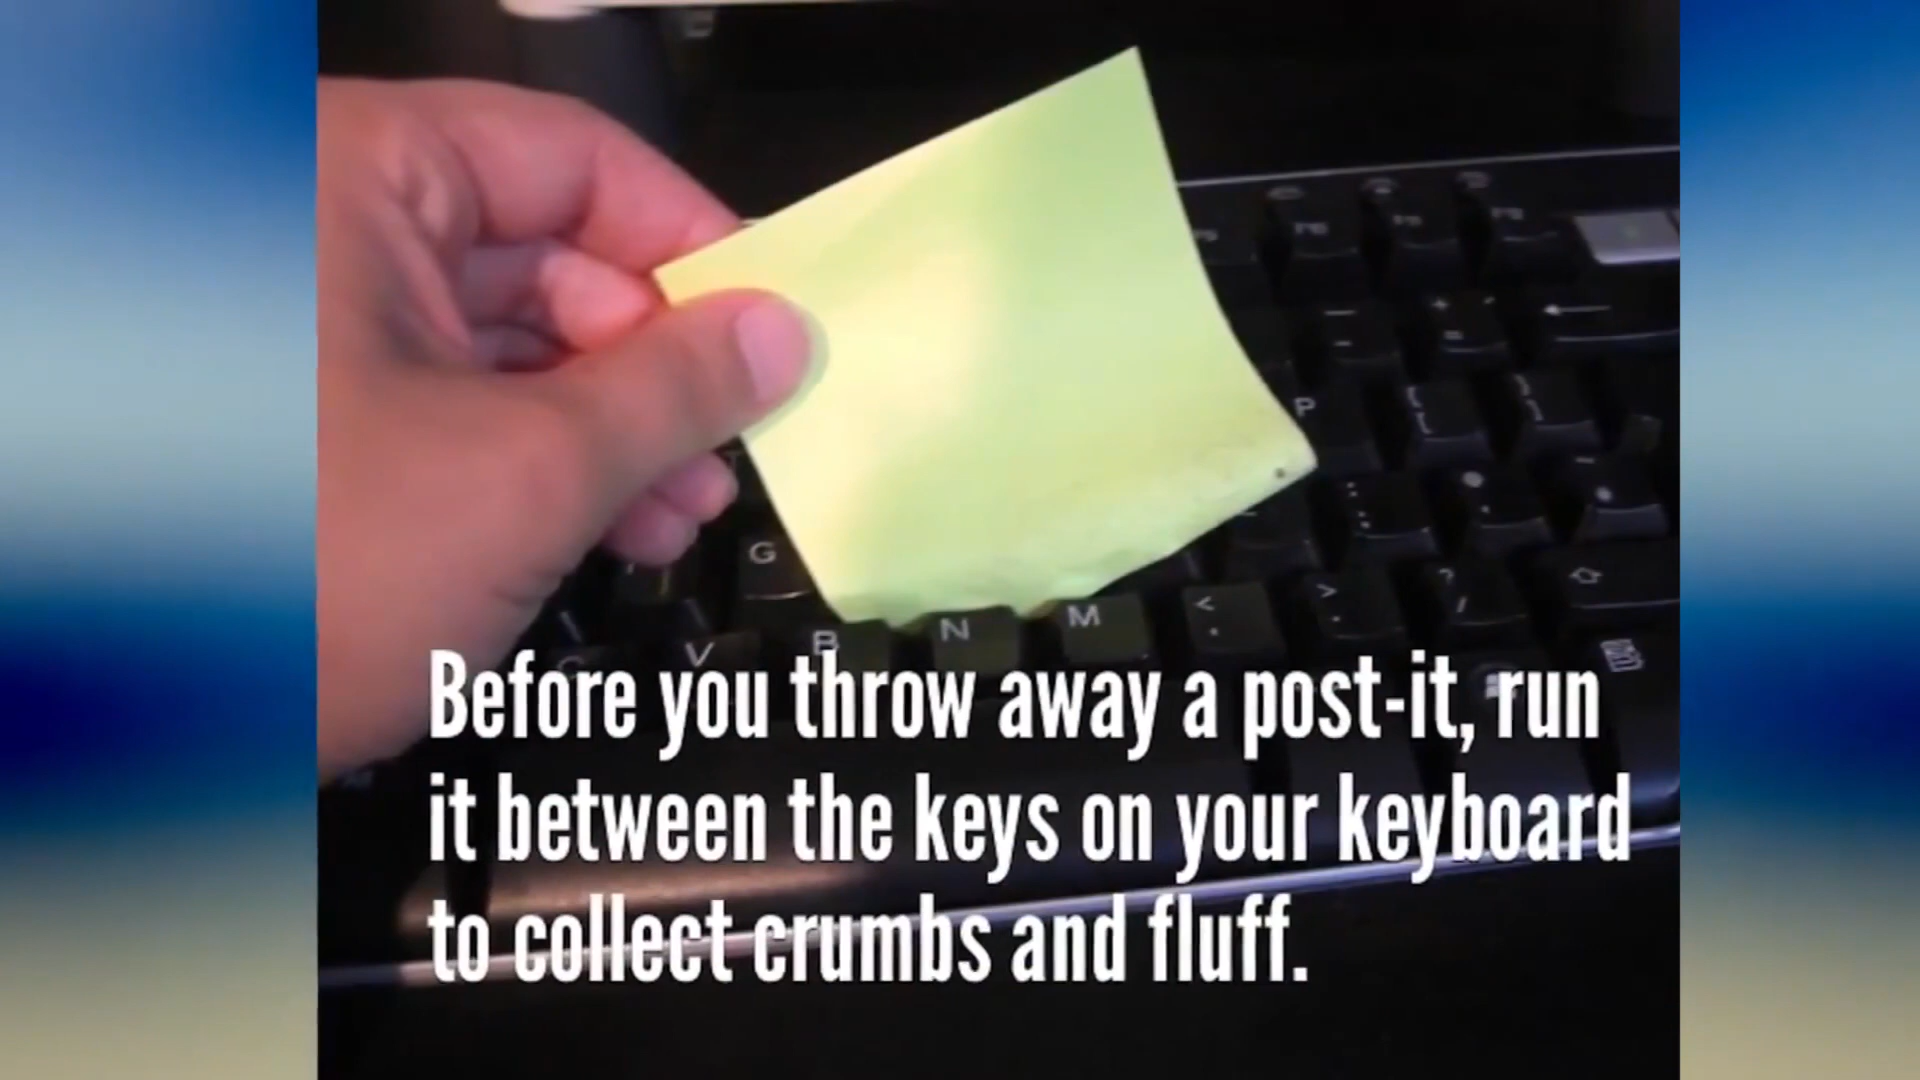 P
G
V B N M < >  ? /
Before you throw away a post-it, run
it between the keys on your keyboard
to collect crumbs and fluff.